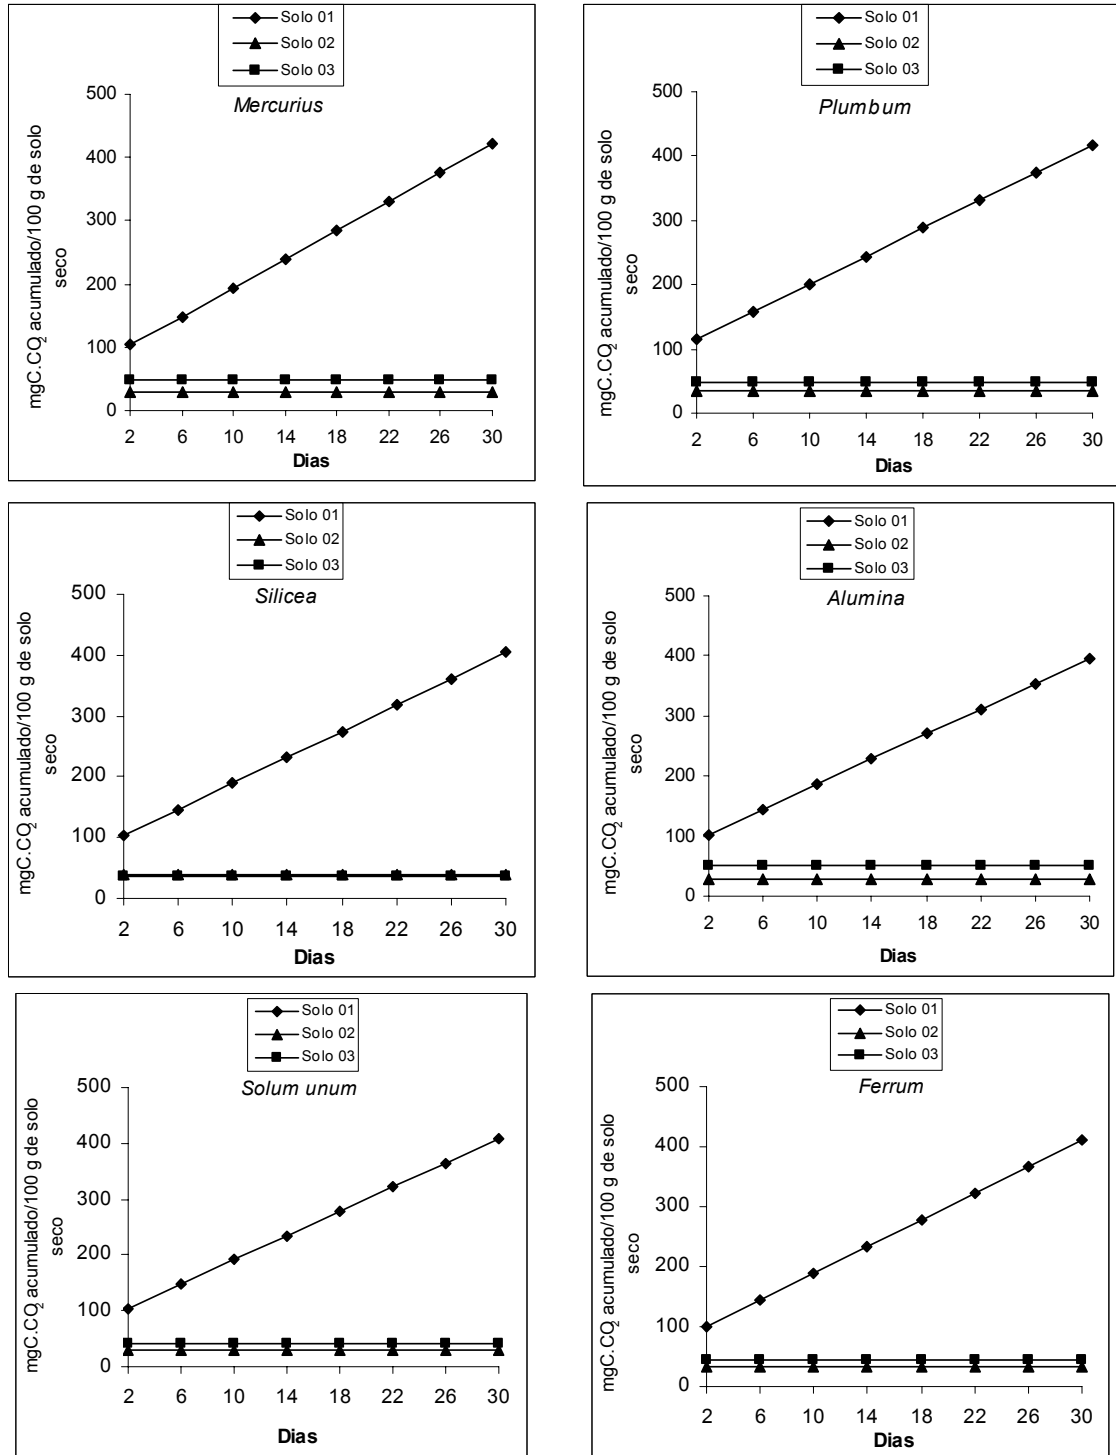 Solo 01
Solo 02
Solo 03
Mercurius
mgC.CO2 acumulado/100 g de solo
seco
500
400
300
200
100
0
2 6 10 14 18 22 26 30
Dias
Solo 01
Solo 02
Solo 03
Plumbum
mgC.CO2 acumulado/100 g de solo
seco
500
400
300
200
100
0
2 6 10 14 18 22 26 30
Dias
Solo 01
Solo 02
Solo 03
Silicea
mgC.CO2 acumulado/100 g de solo
seco
500
400
300
200
100
0
2 6 10 14 18 22 26 30
Dias
Solo 01
Solo 02
Solo 03
Alumina
mgC.CO2 acumulado/100 g de solo
seco
500
400
300
200
100
0
2 6 10 14 18 22 26 30
Dias
Solo 01
Solo 02
Solo 03
Solum unum
mgC.CO2 acumulado/100 g de solo
seco
500
400
300
200
100
0
2 6 10 14 18 22 26 30
Dias
Solo 01
Solo 02
Solo 03
Ferrum
mgC.CO2 acumulado/100 g de solo
seco
500
400
300
200
100
0
2 6 10 14 18 22 26 30
Dias